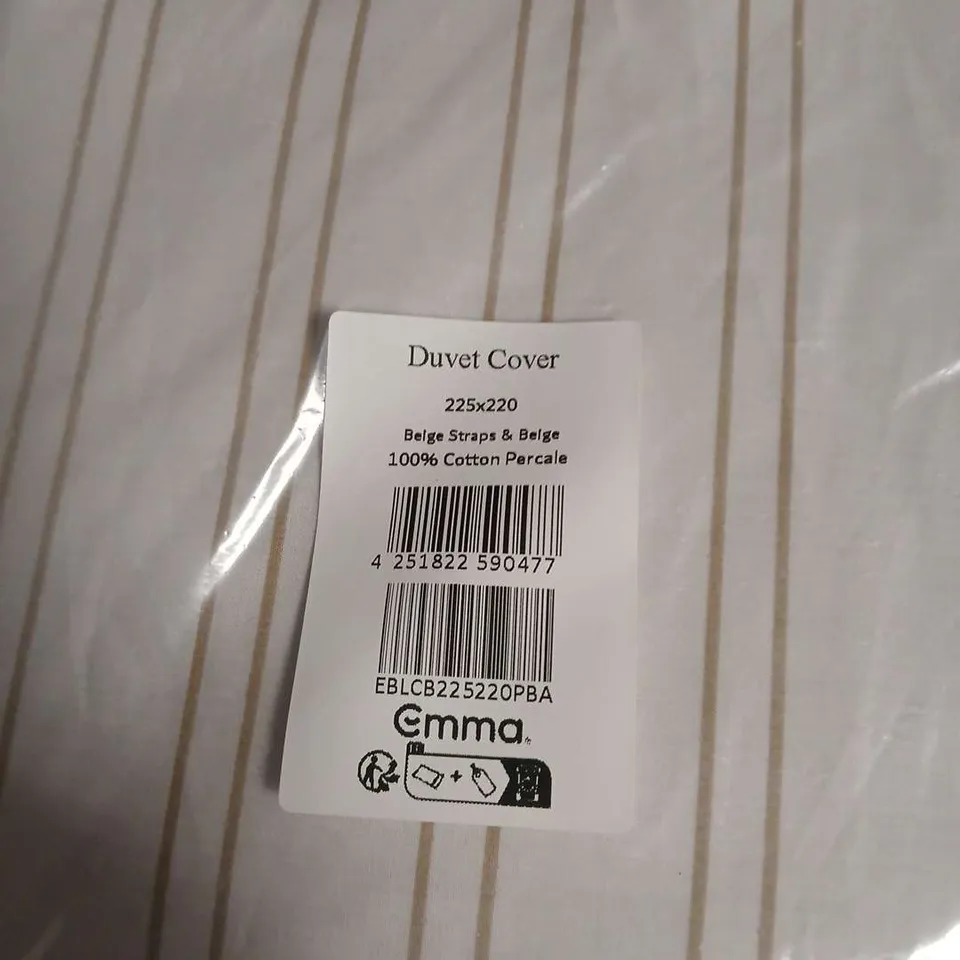 Duvet Cover
225x220
Beige Straps & Beige
100% Cotton Percale
4 251822 590477
EBLCB225220PBA
emma